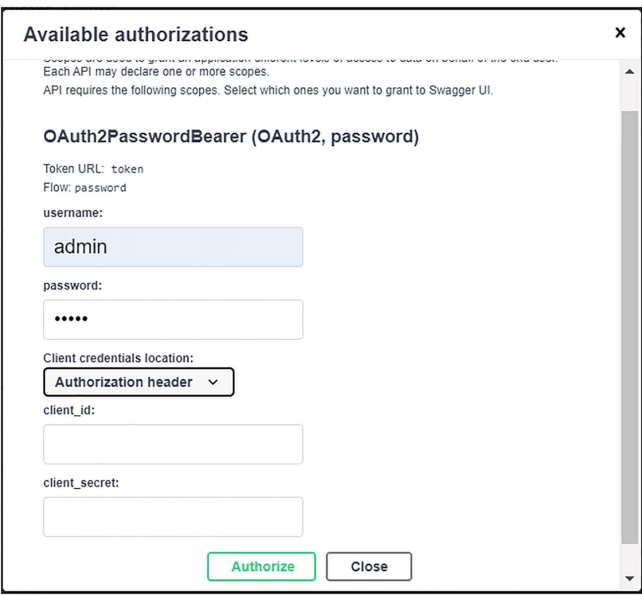 Available authorizations
x
Scopes are used to grant an application different levels of access to data on behalf of the end user.
Each API may declare one or more scopes.
API requires the following scopes. Select which ones you want to grant to Swagger UI.
OAuth2PasswordBearer (OAuth2, password)
Token URL: token
Flow: password
username:
admin
password:
•••••
Client credentials location:
Authorization header
client_id:
client_secret:
Authorize
Close